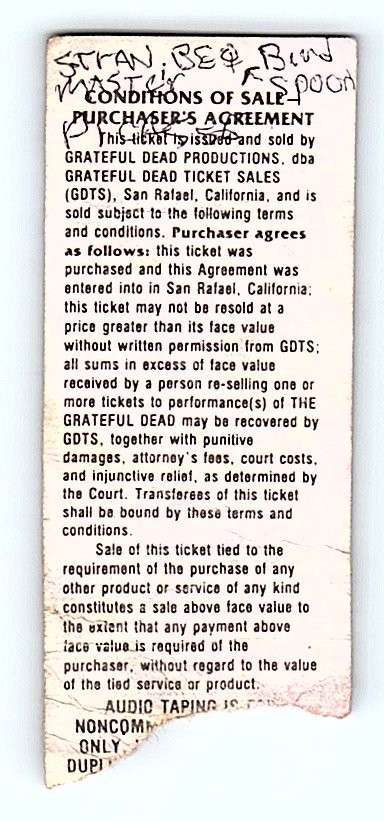 MASTER SPOON
CONDITIONS OF SALE–
PURCHASER'S AGREEMENT
This ticket is issued and sold by
GRATEFUL DEAD PRODUCTIONS, dba
GRATEFUL DEAD TICKET SALES
(GDTS), San Rafael, California, and is
sold subject to the following terms
and conditions. Purchaser agrees
as follows: this ticket was
purchased and this Agreement was
entered into in San Rafael, California;
this ticket may not be resold at a
price greater than its face value
without written permission from GDTS;
all sums in excess of face value
received by a person re-selling one or
more tickets to performance(s) of THE
GRATEFUL DEAD may be recovered by
GDTS, together with punitive
damages, attorney's fees, court costs,
and injunctive relief, as determined by
the Court. Transferees of this ticket
shall be bound by these terms and
conditions.
Sale of this ticket tied to the
requirement of the purchase of any
other product or service of any kind
constitutes a sale above face value to
the extent that any payment above
face value is required of the
purchaser, without regard to the value
of the tied service or product.
AUDIO TAPING IS
ONLY.